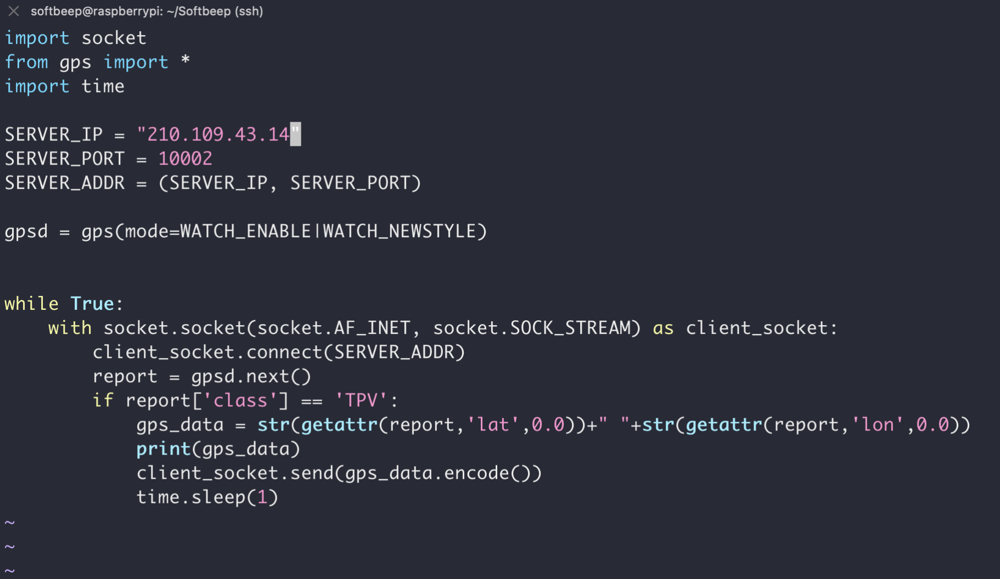 softbeep@raspberrypi: ~/Softbeep (ssh)
import socket
from gps import *
import time
SERVER_IP = "210.109.43.14"
SERVER_PORT = 10002
SERVER_ADDR = (SERVER_IP, SERVER_PORT)
gpsd = gps(mode=WATCH_ENABLE|WATCH_NEWSTYLE)
while True:
    with socket.socket(socket.AF_INET, socket.SOCK_STREAM) as client_socket:
        client_socket.connect(SERVER_ADDR)
        report = gpsd.next()
        if report['class'] == 'TPV':
            gps_data = str(getattr(report,'lat',0.0))+" "+str(getattr(report,'lon',0.0))
            print(gps_data)
            client_socket.send(gps_data.encode())
            time.sleep(1)
~
~
~